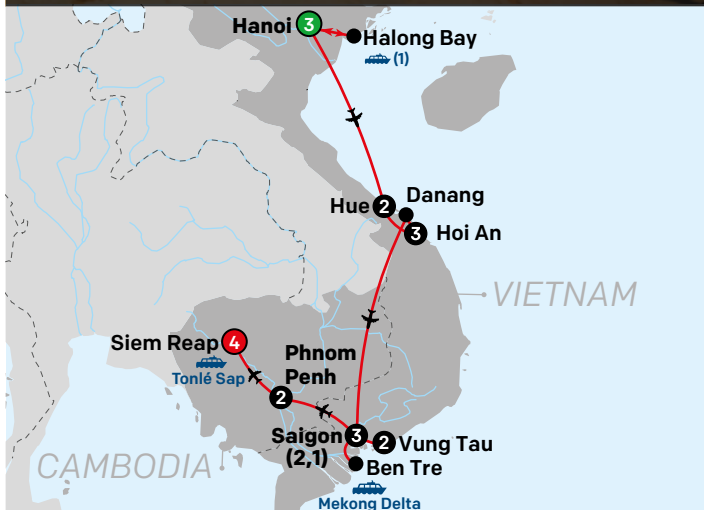 Hanoi 3
Halong Bay
(1)
Danang
Hue 2
3 Hoi An
VIETNAM
Siem Reap 4
Tonlé Sap
Phnom
Penh
2
Saigon 3
(2,1)
2 Vung Tau
Ben Tre
CAMBODIA
Mekong Delta